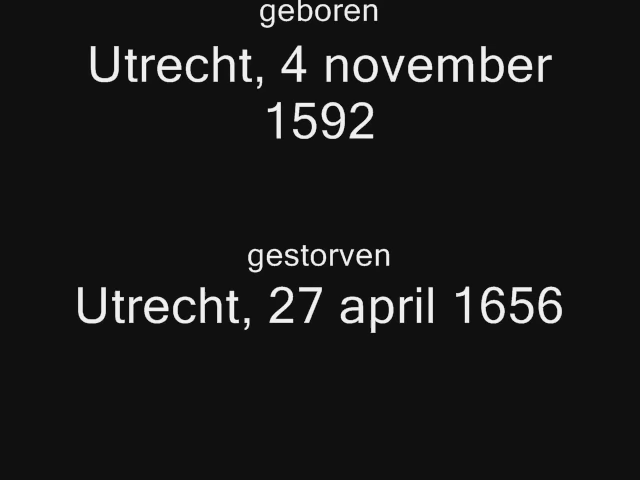 geboren
Utrecht, 4 november
1592
gestorven
Utrecht, 27 april 1656